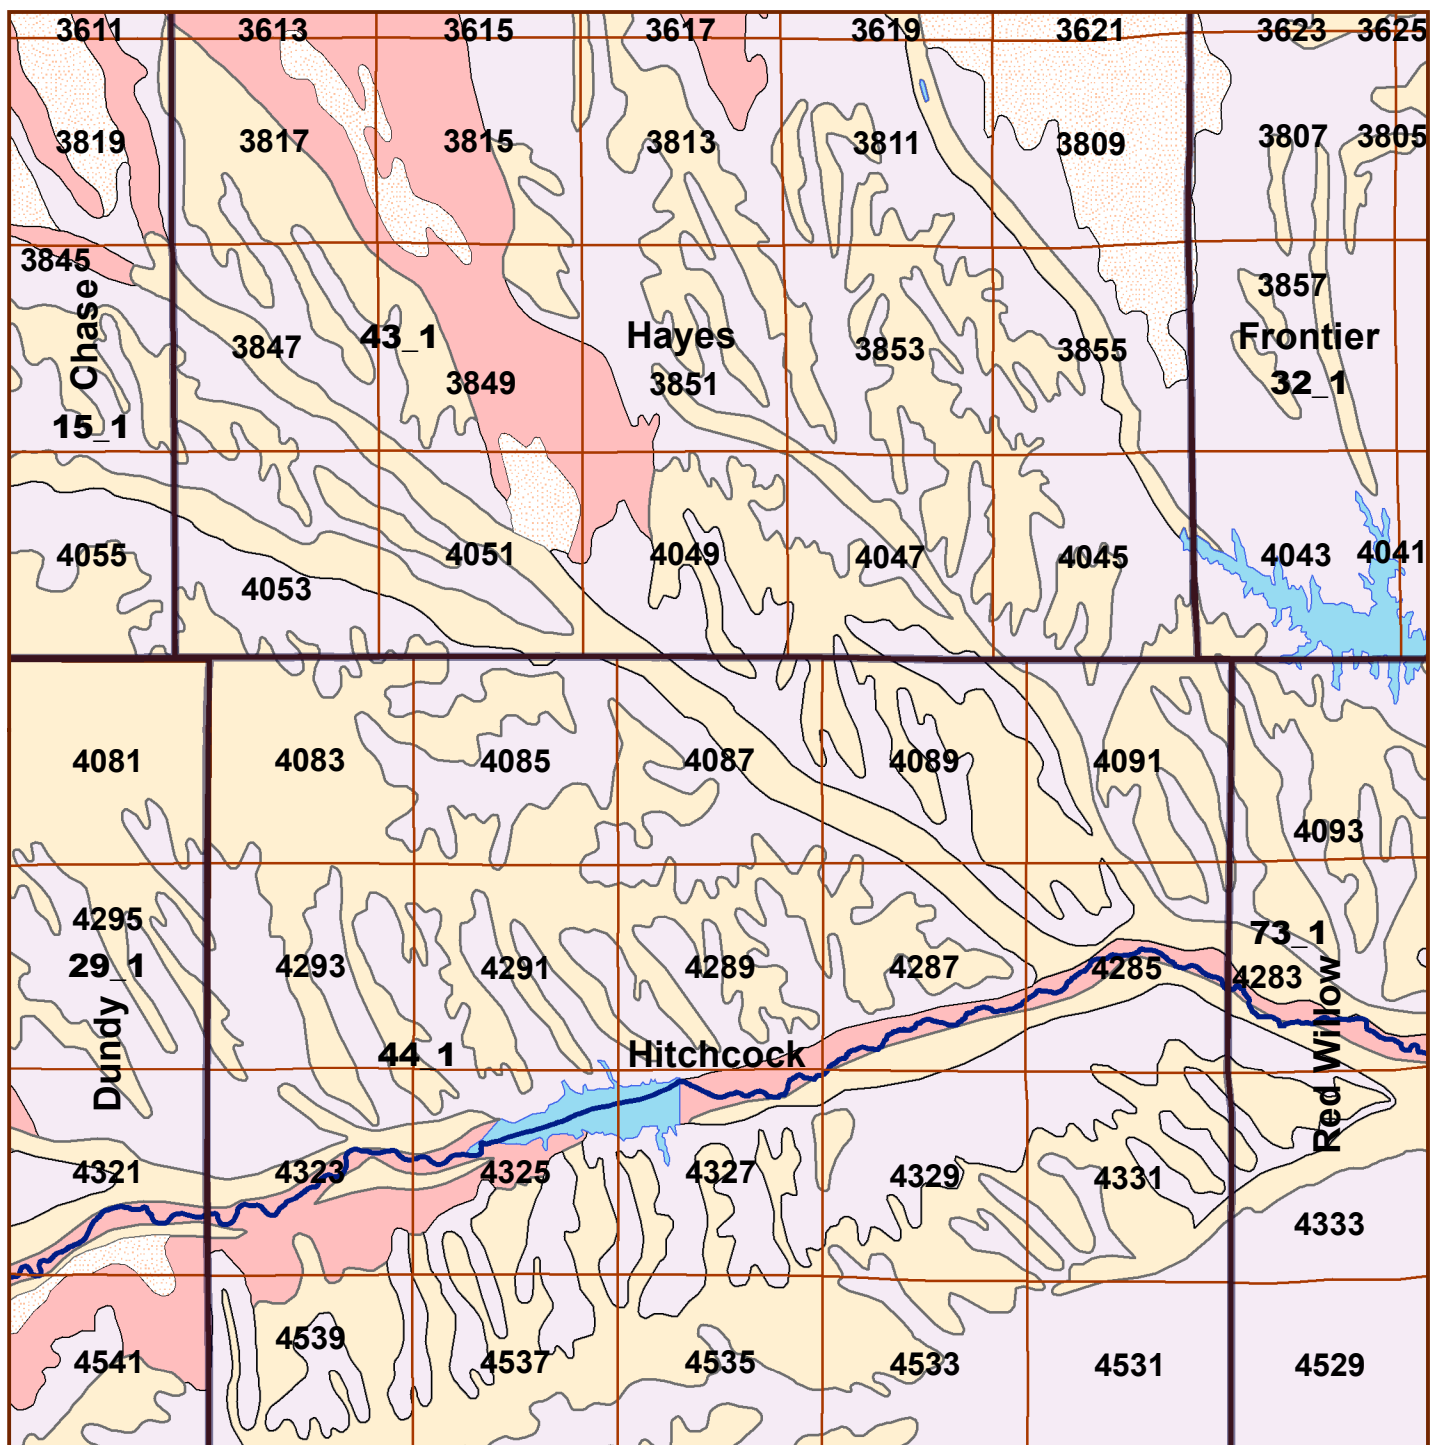 3611 3613 3615 3617 3619 3621 3623 3625
3819 3817 3815 3813 3811 3809 3807 3805
3845 3857
Chase 3847 43_1 Hayes 3853 3855 Frontier
3849 3851 32_1
15_1
4055 4053 4051 4049 4047 4045 4043 4041
4081 4083 4085 4087 4089 4091
4093
4295 73_1
29_1 4293 4291 4289 4287 4285 4283
Dundy 44_1 Hitchcock Red Willow
4321 4323 4325 4327 4329 4331
4333
4541 4539 4537 4535 4533 4531 4529